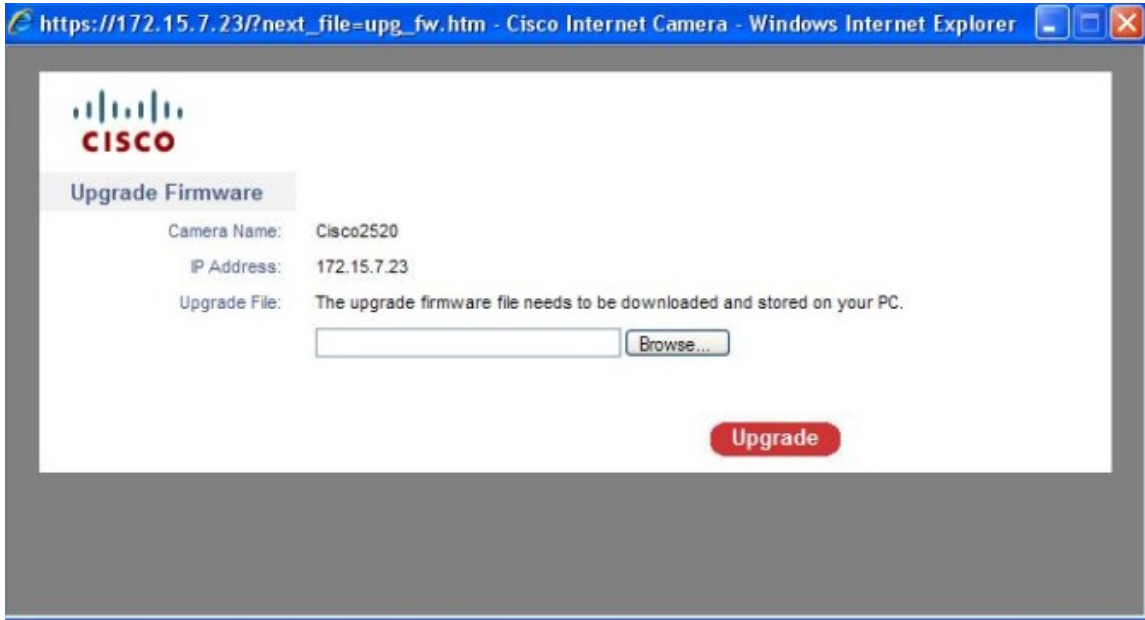 https://172.15.7.23/?next_file=upg_fw.htm - Cisco Internet Camera - Windows Internet Explorer
CISCO
Upgrade Firmware
Camera Name: Cisco2520
IP Address: 172.15.7.23
Upgrade File: The upgrade firmware file needs to be downloaded and stored on your PC.
Browse...
Upgrade